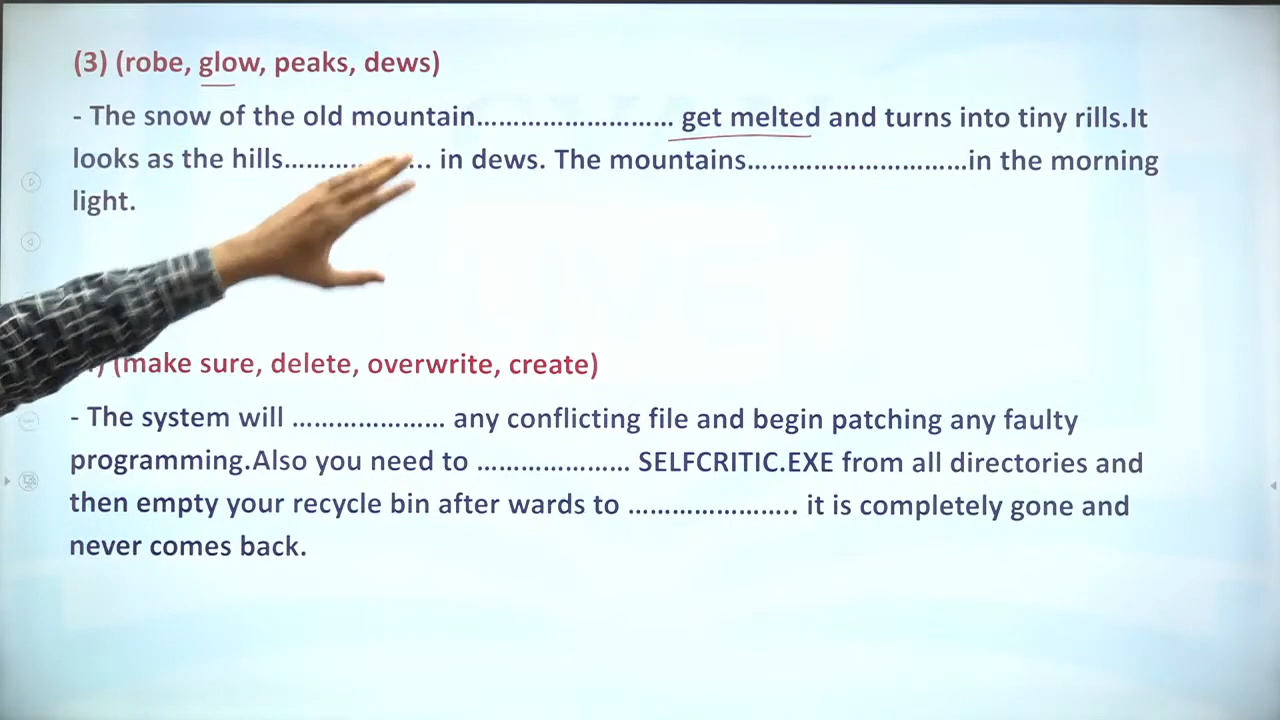 (3) (robe, glow, peaks, dews)
- The snow of the old mountain........................... get melted and turns into tiny rills.It
looks as the hills.................... in dews. The mountains..............................in the morning
light.
) (make sure, delete, overwrite, create)
- The system will ..................... any conflicting file and begin patching any faulty
programming.Also you need to ..................... SELFCRITIC.EXE from all directories and
then empty your recycle bin after wards to ....................... it is completely gone and
never comes back.